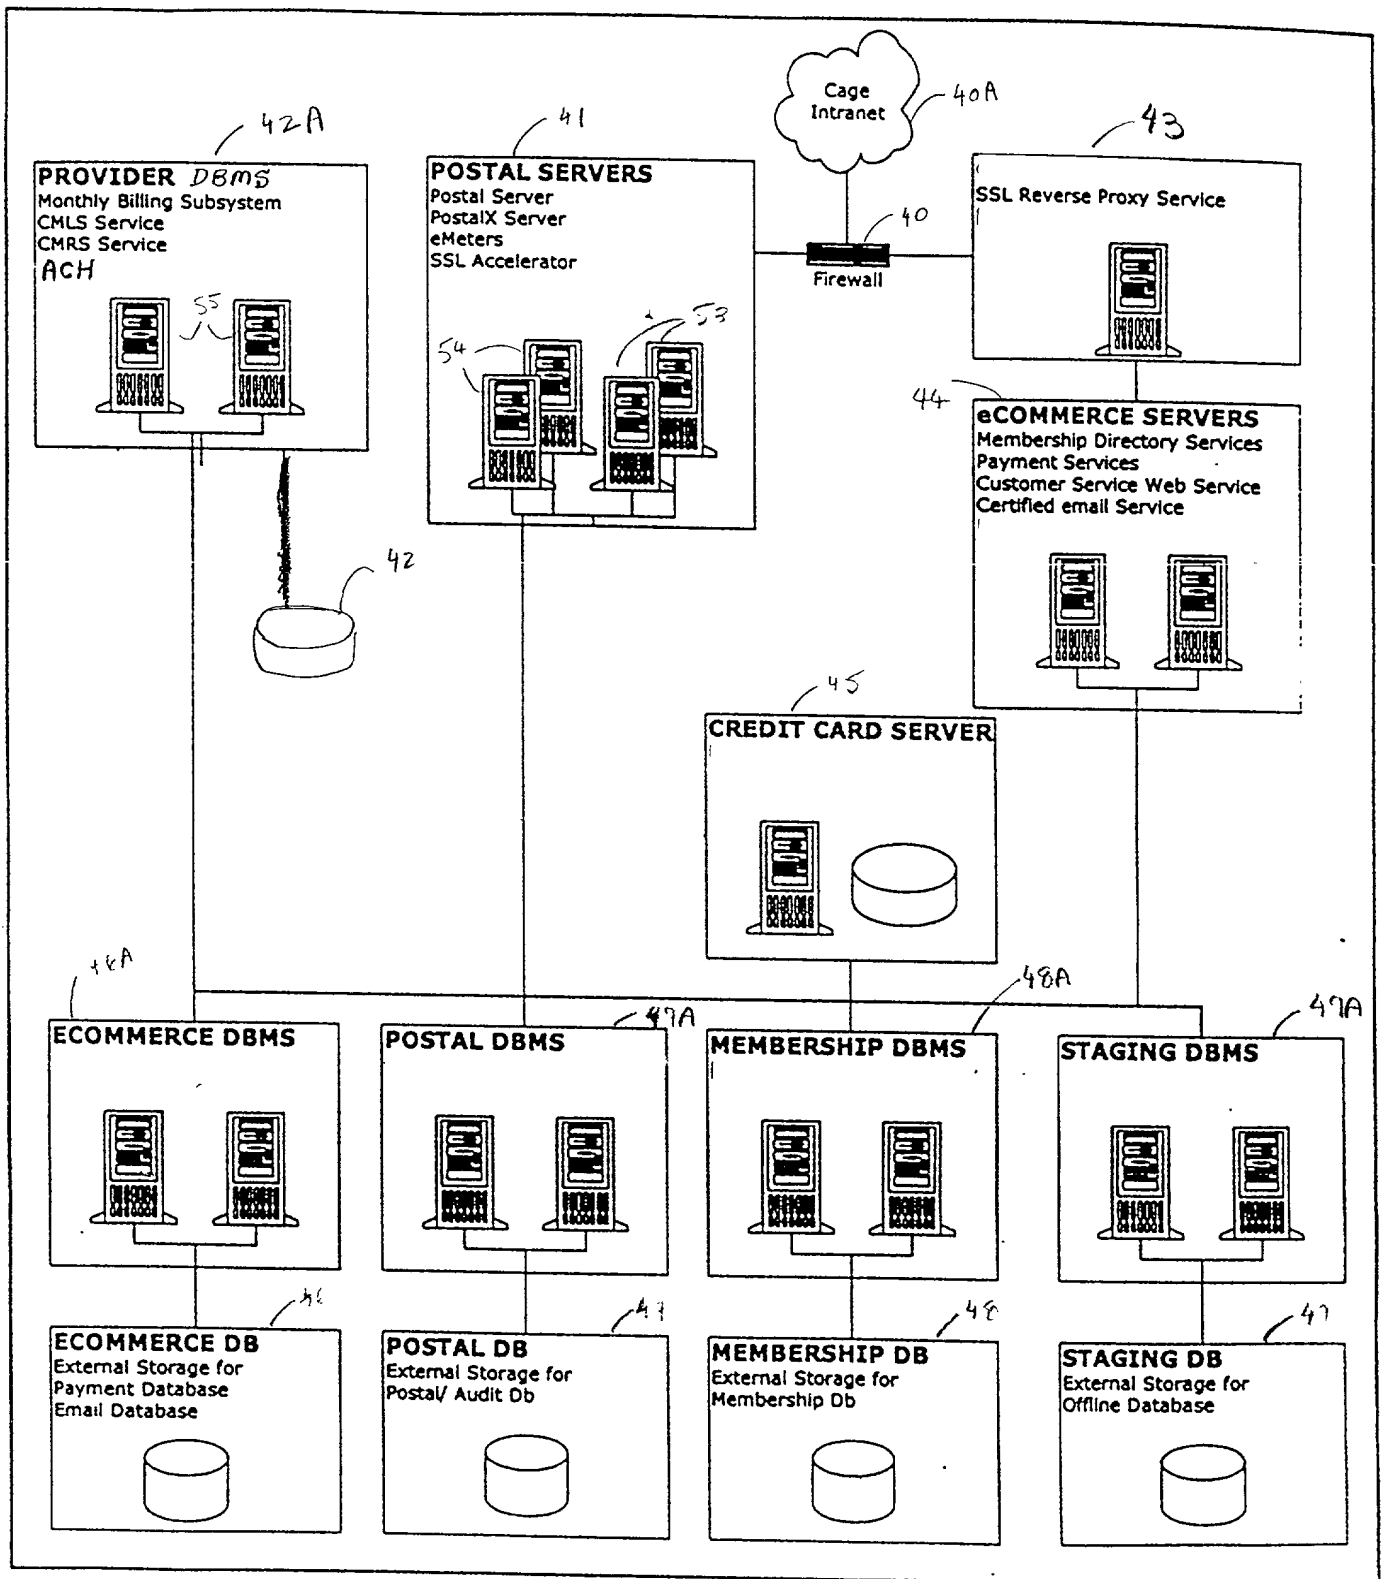 Cage
Intranet
40A
42A
41
43
PROVIDER DBMS
Monthly Billing Subsystem
CMLS Service
CMRS Service
ACH
55
POSTAL SERVERS
Postal Server
PostalX Server
eMeters
SSL Accelerator
54
53
40
Firewall
SSL Reverse Proxy Service
44
eCOMMERCE SERVERS
Membership Directory Services
Payment Services
Customer Service Web Service
Certified email Service
42
45
CREDIT CARD SERVER
48A
47A
ECOMMERCE DBMS
POSTAL DBMS
MEMBERSHIP DBMS
STAGING DBMS
48
ECOMMERCE DB
External Storage for
Payment Database
Email Database
POSTAL DB
External Storage for
Postal/ Audit Db
MEMBERSHIP DB
External Storage for
Membership Db
STAGING DB
External Storage for
Offline Database